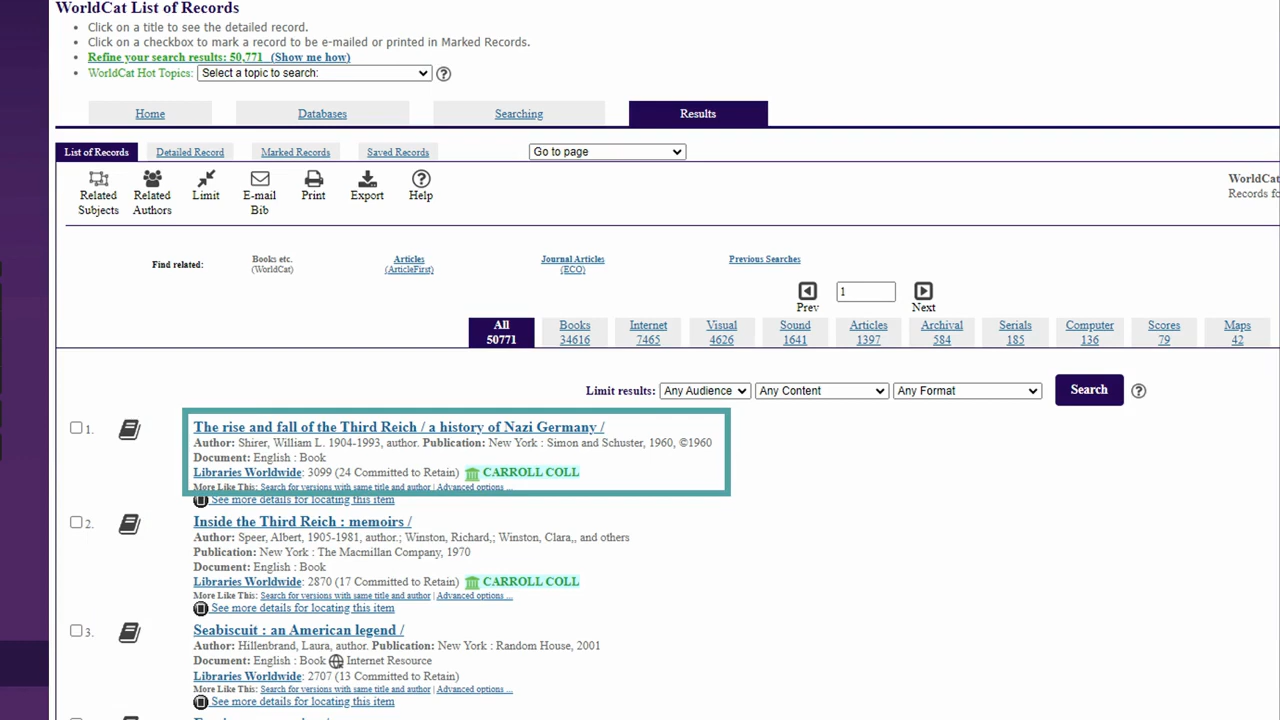 WorldCat List of Records
Click on a title to see the detailed record.
Click on a checkbox to mark a record to be e-mailed or printed in Marked Records.
Refine your search results: 50,771 (Show me how)
WorldCat Hot Topics: Select a topic to search:
Home Databases Searching Results
List of Records Detailed Record Marked Records Saved Records Go to page
Related Subjects
Related Authors
Limit
E-mail Bib
Print
Export
Help
WorldCat
Records fo
Find related:
Books etc.
(WorldCat)
Articles
(ArticleFirst)
Journal Articles
(ECO)
Previous Searches
Prev
1
Next
All
50771
Books
34616
Internet
7465
Visual
4626
Sound
1641
Articles
1397
Archival
584
Serials
185
Computer
136
Scores
79
Maps
42
Limit results: Any Audience Any Content Any Format Search
1.
The rise and fall of the Third Reich / a history of Nazi Germany /
Author: Shirer, William L. 1904-1993, author. Publication: New York : Simon and Schuster, 1960, ©1960
Document: English : Book
Libraries Worldwide: 3099 (24 Committed to Retain) CARROLL COLL
More Like This: Search for versions with same title and author | Advanced options ...
See more details for locating this item
2.
Inside the Third Reich : memoirs /
Author: Speer, Albert, 1905-1981, author.; Winston, Richard,; Winston, Clara,, and others
Publication: New York : The Macmillan Company, 1970
Document: English : Book
Libraries Worldwide: 2870 (17 Committed to Retain) CARROLL COLL
More Like This: Search for versions with same title and author | Advanced options ...
See more details for locating this item
3.
Seabiscuit : an American legend /
Author: Hillenbrand, Laura, author. Publication: New York : Random House, 2001
Document: English : Book Internet Resource
Libraries Worldwide: 2707 (13 Committed to Retain)
More Like This: Search for versions with same title and author | Advanced options ...
See more details for locating this item